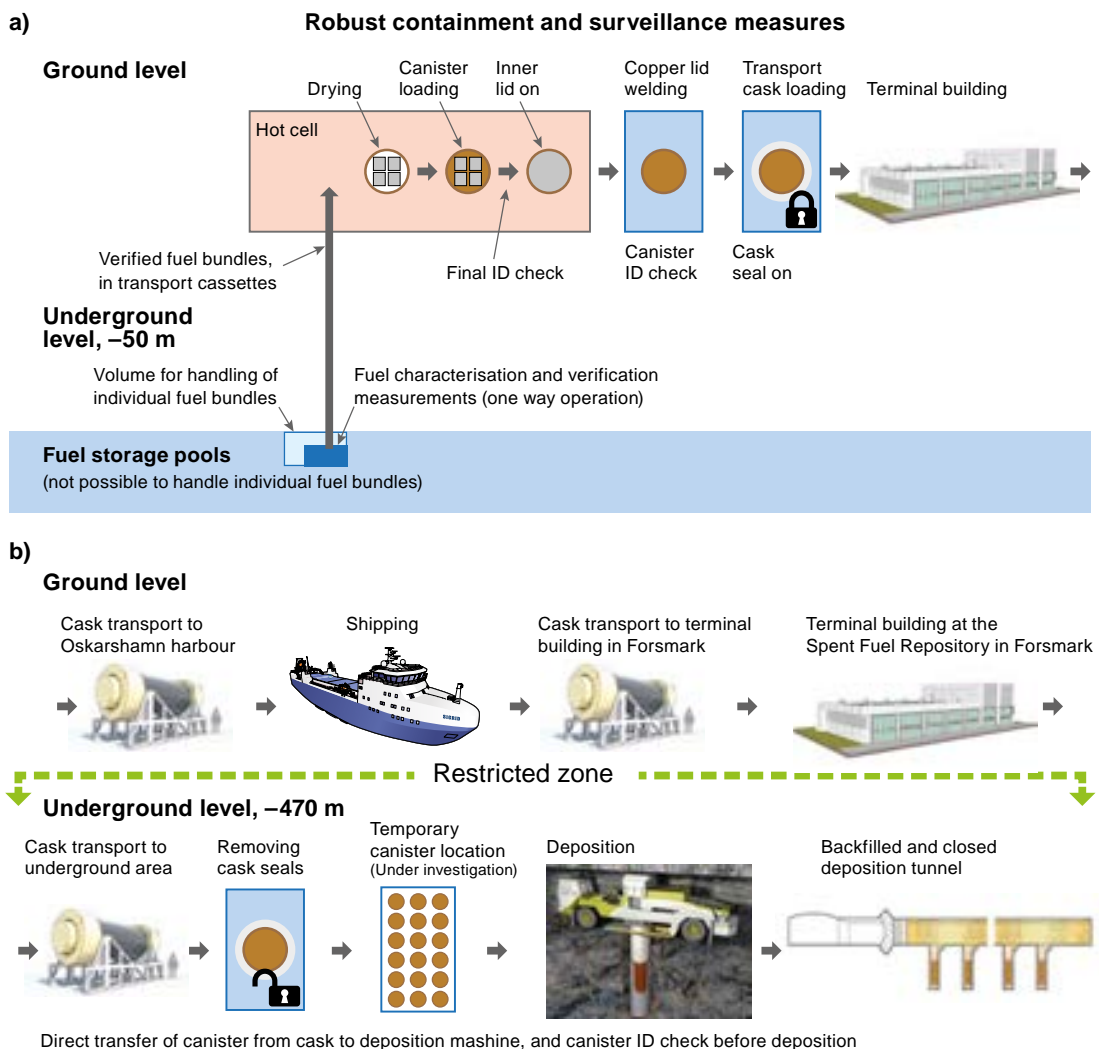 a)
Robust containment and surveillance measures
Ground level
Drying
Canister
loading
Inner
lid on
Copper lid
welding
Transport
cask loading
Terminal building
Hot cell
Verified fuel bundles,
in transport cassettes
Final ID check
Canister
ID check
Cask
seal on
Underground
level, –50 m
Volume for handling of
individual fuel bundles
Fuel characterisation and verification
measurements (one way operation)
Fuel storage pools
(not possible to handle individual fuel bundles)
b)
Ground level
Cask transport to
Oskarshamn harbour
Shipping
Cask transport to terminal
building in Forsmark
Terminal building at the
Spent Fuel Repository in Forsmark
Restricted zone
Underground level, –470 m
Cask transport to
underground area
Removing
cask seals
Temporary
canister location
(Under investigation)
Deposition
Backfilled and closed
deposition tunnel
Direct transfer of canister from cask to deposition mashine, and canister ID check before deposition